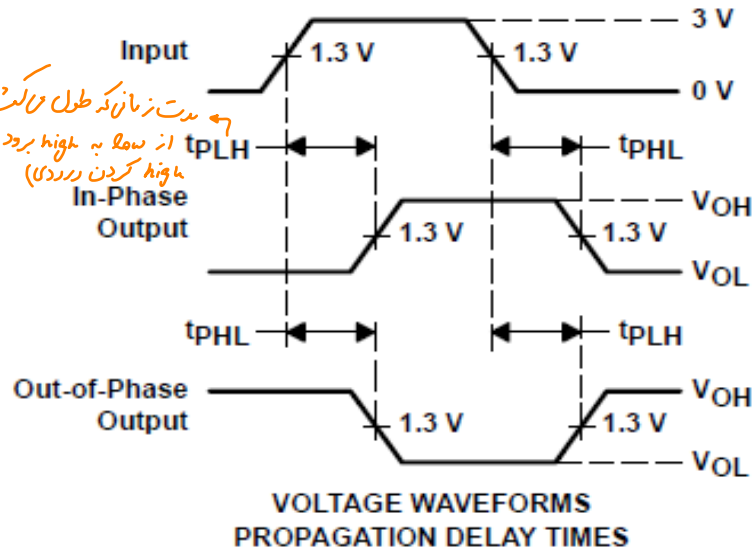 3 V
Input 1.3 V 1.3 V
0 V
مدت زمانی که طول می‌کشد
از low به high برود
(high کردن ورودی
tPLH tPHL
In-Phase
Output
VOH
1.3 V 1.3 V
VOL
tPHL tPLH
Out-of-Phase
Output
VOH
1.3 V 1.3 V
VOL
VOLTAGE WAVEFORMS
PROPAGATION DELAY TIMES